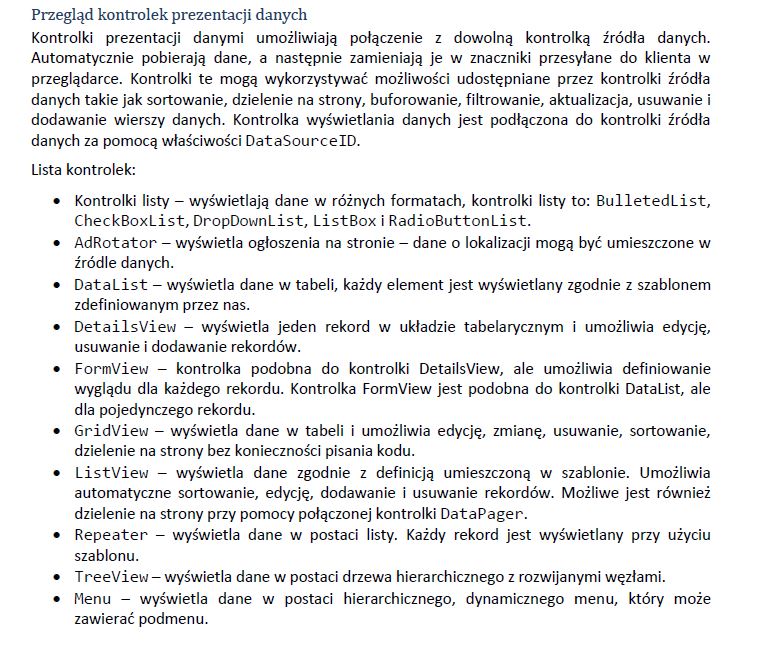 Przegląd kontrolek prezentacji danych
Kontrolki prezentacji danymi umożliwiają połączenie z dowolną kontrolką źródła danych.
Automatycznie pobierają dane, a następnie zamieniają je w znaczniki przesyłane do klienta w
przeglądarce. Kontrolki te mogą wykorzystywać możliwości udostępniane przez kontrolki źródła
danych takie jak sortowanie, dzielenie na strony, buforowanie, filtrowanie, aktualizacja, usuwanie i
dodawanie wierszy danych. Kontrolka wyświetlania danych jest podłączona do kontrolki źródła
danych za pomocą właściwości DataSourceID.
Lista kontrolek:
• Kontrolki listy – wyświetlają dane w różnych formatach, kontrolki listy to: BulletedList,
CheckBoxList, DropDownList, ListBox i RadioButtonList.
• AdRotator – wyświetla ogłoszenia na stronie – dane o lokalizacji mogą być umieszczone w
źródle danych.
• DataList – wyświetla dane w tabeli, każdy element jest wyświetlany zgodnie z szablonem
zdefiniowanym przez nas.
• DetailsView – wyświetla jeden rekord w układzie tabelarycznym i umożliwia edycję,
usuwanie i dodawanie rekordów.
• FormView – kontrolka podobna do kontrolki DetailsView, ale umożliwia definiowanie
wyglądu dla każdego rekordu. Kontrolka FormView jest podobna do kontrolki DataList, ale
dla pojedynczego rekordu.
• GridView – wyświetla dane w tabeli i umożliwia edycję, zmianę, usuwanie, sortowanie,
dzielenie na strony bez konieczności pisania kodu.
• ListView – wyświetla dane zgodnie z definicją umieszczoną w szablonie. Umożliwia
automatyczne sortowanie, edycję, dodawanie i usuwanie rekordów. Możliwe jest również
dzielenie na strony przy pomocy połączonej kontrolki DataPager.
• Repeater – wyświetla dane w postaci listy. Każdy rekord jest wyświetlany przy użyciu
szablonu.
• TreeView – wyświetla dane w postaci drzewa hierarchicznego z rozwijanymi węzłami.
• Menu – wyświetla dane w postaci hierarchicznego, dynamicznego menu, który może
zawierać podmenu.